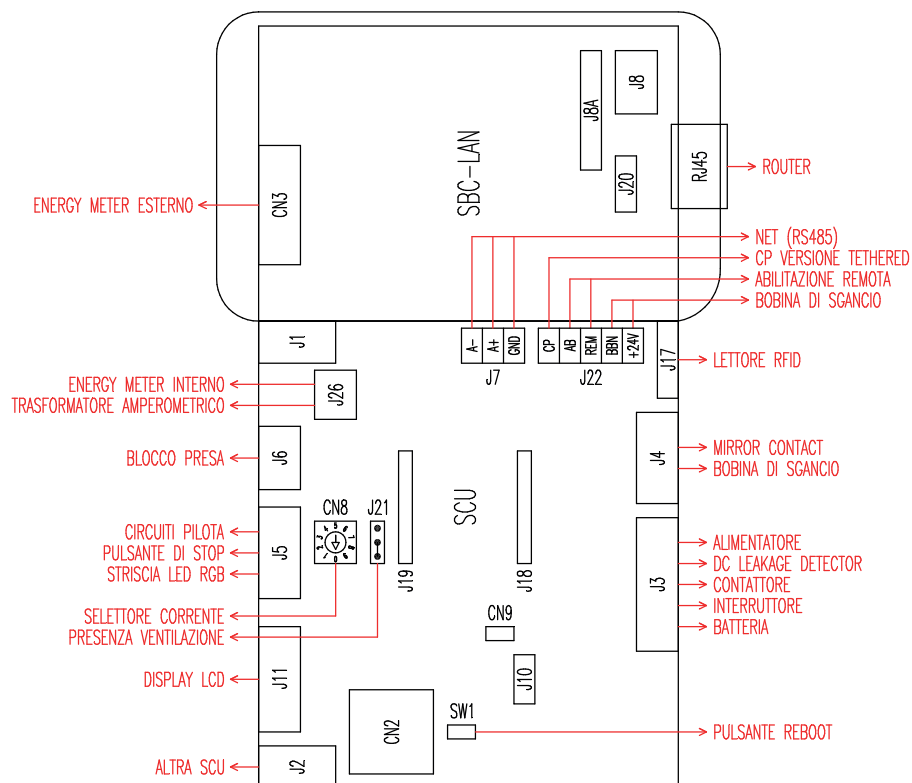 J8
J8A
RJ45
ROUTER
J20
CN3
SBC-LAN
ENERGY METER ESTERNO
NET (RS485)
CP VERSIONE TETHERED
ABILITAZIONE REMOTA
BOBINA DI SGANCIO
J1
A-
A+
GND
CP
AB
REM
BBN
+24V
J17
J7
J22
LETTORE RFID
ENERGY METER INTERNO
TRASFORMATORE AMPEROMETRICO
J26
BLOCCO PRESA
J6
J4
MIRROR CONTACT
BOBINA DI SGANCIO
CN8
J21
SCU
CIRCUITI PILOTA
PULSANTE DI STOP
STRISCIA LED RGB
J5
J19
J18
J3
ALIMENTATORE
DC LEAKAGE DETECTOR
CONTATTORE
INTERRUTTORE
BATTERIA
SELETTORE CORRENTE
PRESENZA VENTILAZIONE
CN9
DISPLAY LCD
J11
J10
CN2
SW1
PULSANTE REBOOT
ALTRA SCU
J2